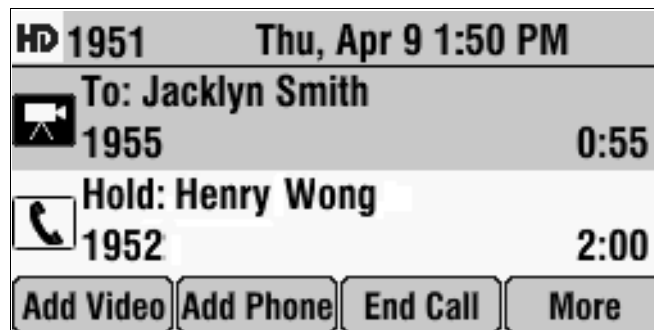 HD 1951 Thu, Apr 9 1:50 PM
To: Jacklyn Smith
1955 0:55
Hold: Henry Wong
1952 2:00
Add Video Add Phone End Call More